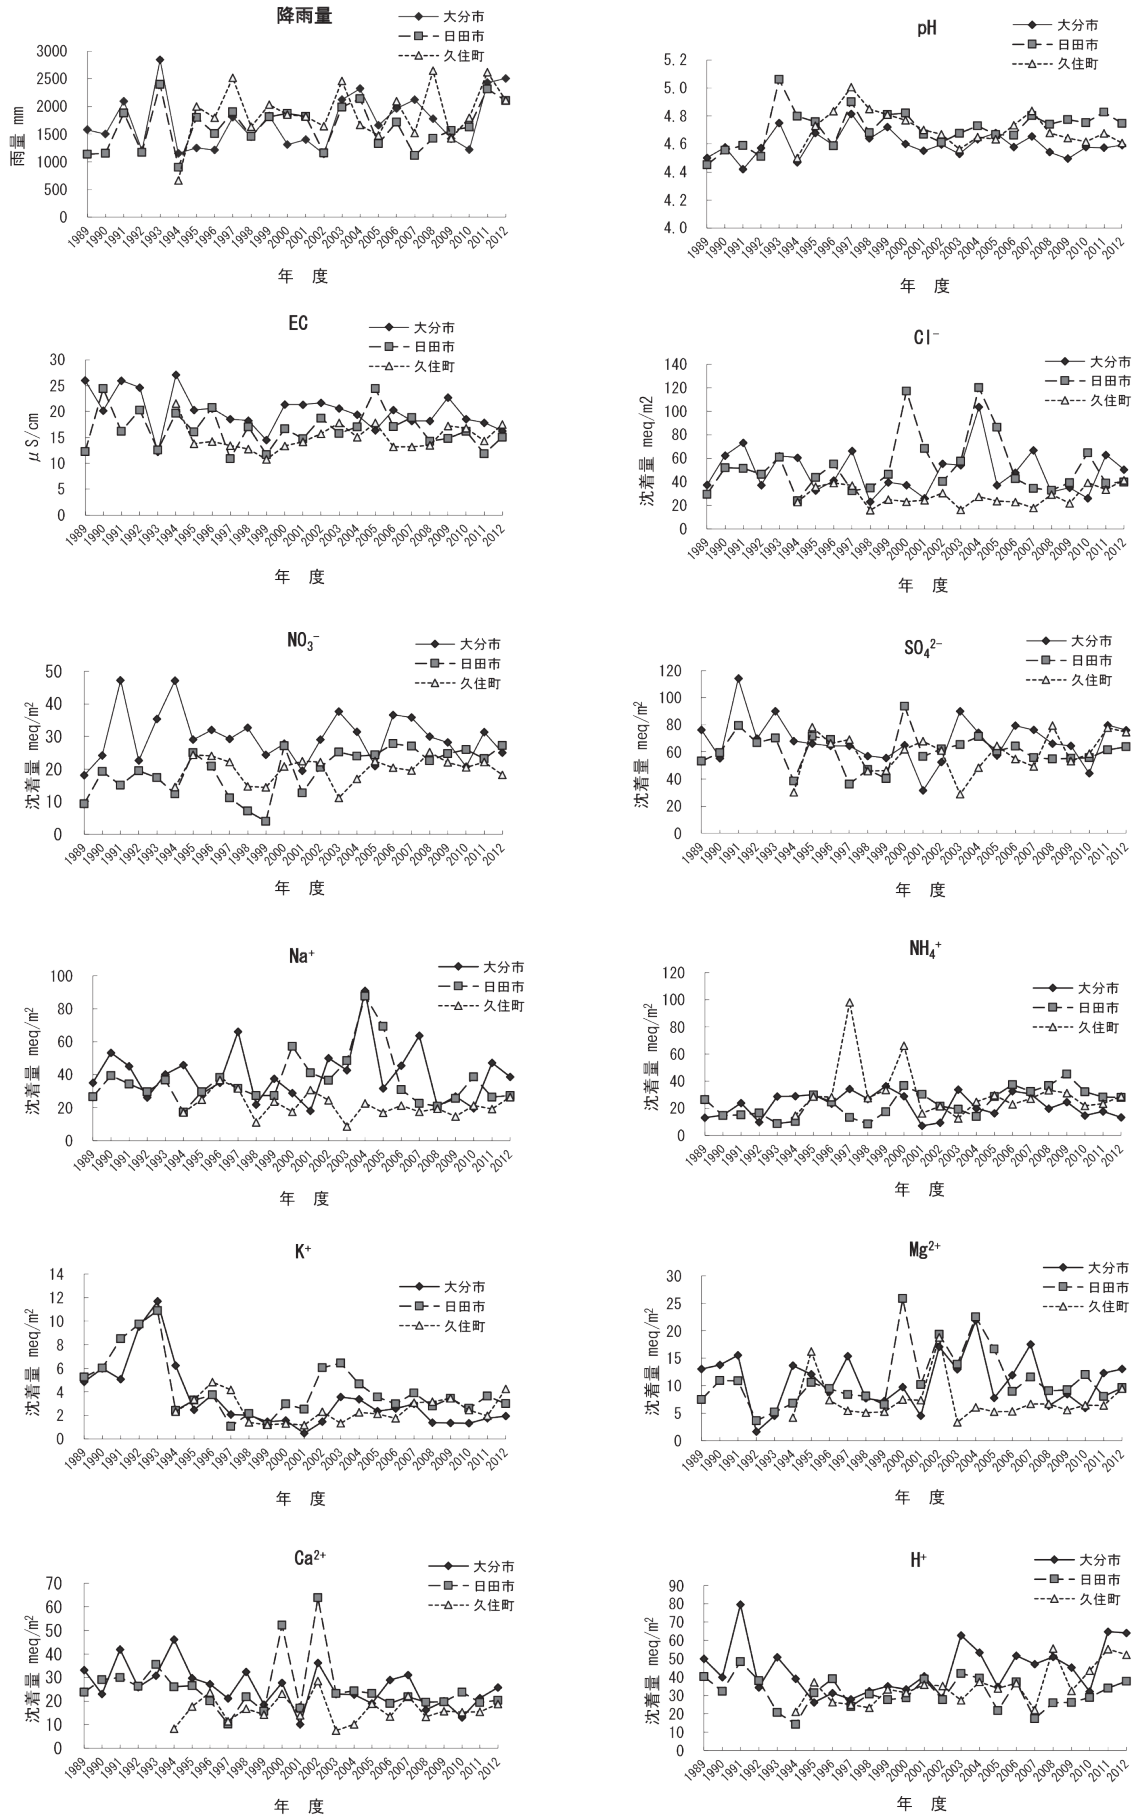 降雨量
大分市
日田市
久住町
雨量 mm
3000
2500
2000
1500
1000
500
0
1989 1990 1991 1992 1993 1994 1995 1996 1997 1998 1999 2000 2001 2002 2003 2004 2005 2006 2007 2008 2009 2010 2011 2012
年 度
pH
大分市
日田市
久住町
5.2
5.0
4.8
4.6
4.4
4.2
4.0
1989 1990 1991 1992 1993 1994 1995 1996 1997 1998 1999 2000 2001 2002 2003 2004 2005 2006 2007 2008 2009 2010 2011 2012
年 度
EC
大分市
日田市
久住町
μS/cm
30
25
20
15
10
5
0
1989 1990 1991 1992 1993 1994 1995 1996 1997 1998 1999 2000 2001 2002 2003 2004 2005 2006 2007 2008 2009 2010 2011 2012
年 度
Cl⁻
大分市
日田市
久住町
沈着量 meq/m2
140
120
100
80
60
40
20
0
1989 1990 1991 1992 1993 1994 1995 1996 1997 1998 1999 2000 2001 2002 2003 2004 2005 2006 2007 2008 2009 2010 2011 2012
年 度
NO₃⁻
大分市
日田市
久住町
沈着量 meq/m²
50
40
30
20
10
0
1989 1990 1991 1992 1993 1994 1995 1996 1997 1998 1999 2000 2001 2002 2003 2004 2005 2006 2007 2008 2009 2010 2011 2012
年 度
SO₄²⁻
大分市
日田市
久住町
沈着量 meq/m²
120
100
80
60
40
20
0
1989 1990 1991 1992 1993 1994 1995 1996 1997 1998 1999 2000 2001 2002 2003 2004 2005 2006 2007 2008 2009 2010 2011 2012
年 度
Na⁺
大分市
日田市
久住町
沈着量 meq/m²
100
80
60
40
20
0
1989 1990 1991 1992 1993 1994 1995 1996 1997 1998 1999 2000 2001 2002 2003 2004 2005 2006 2007 2008 2009 2010 2011 2012
年 度
NH₄⁺
大分市
日田市
久住町
沈着量 meq/m²
120
100
80
60
40
20
0
1989 1990 1991 1992 1993 1994 1995 1996 1997 1998 1999 2000 2001 2002 2003 2004 2005 2006 2007 2008 2009 2010 2011 2012
年 度
K⁺
大分市
日田市
久住町
沈着量 meq/m²
14
12
10
8
6
4
2
0
1989 1990 1991 1992 1993 1994 1995 1996 1997 1998 1999 2000 2001 2002 2003 2004 2005 2006 2007 2008 2009 2010 2011 2012
年 度
Mg²⁺
大分市
日田市
久住町
沈着量 meq/m²
30
25
20
15
10
5
0
1989 1990 1991 1992 1993 1994 1995 1996 1997 1998 1999 2000 2001 2002 2003 2004 2005 2006 2007 2008 2009 2010 2011 2012
年 度
Ca²⁺
大分市
日田市
久住町
沈着量 meq/m²
70
60
50
40
30
20
10
0
1989 1990 1991 1992 1993 1994 1995 1996 1997 1998 1999 2000 2001 2002 2003 2004 2005 2006 2007 2008 2009 2010 2011 2012
年 度
H⁺
大分市
日田市
久住町
沈着量 meq/m²
90
80
70
60
50
40
30
20
10
0
1989 1990 1991 1992 1993 1994 1995 1996 1997 1998 1999 2000 2001 2002 2003 2004 2005 2006 2007 2008 2009 2010 2011 2012
年 度